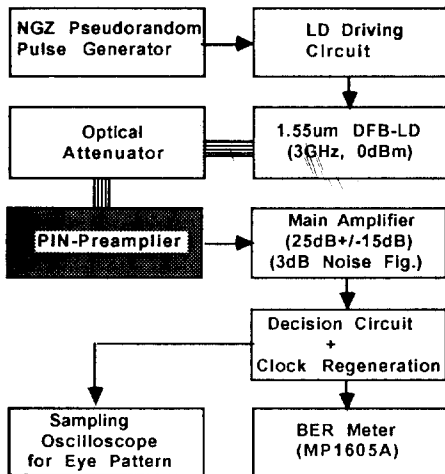 NGZ Pseudorandom
Pulse Generator
LD Driving
Circuit
Optical
Attenuator
1.55um DFB-LD
(3GHz, 0dBm)
PIN-Preamplier
Main Amplifier
(25dB+/-15dB)
(3dB Noise Fig.)
Decision Circuit
+
Clock Regeneration
Sampling
Oscilloscope
for Eye Pattern
BER Meter
(MP1605A)